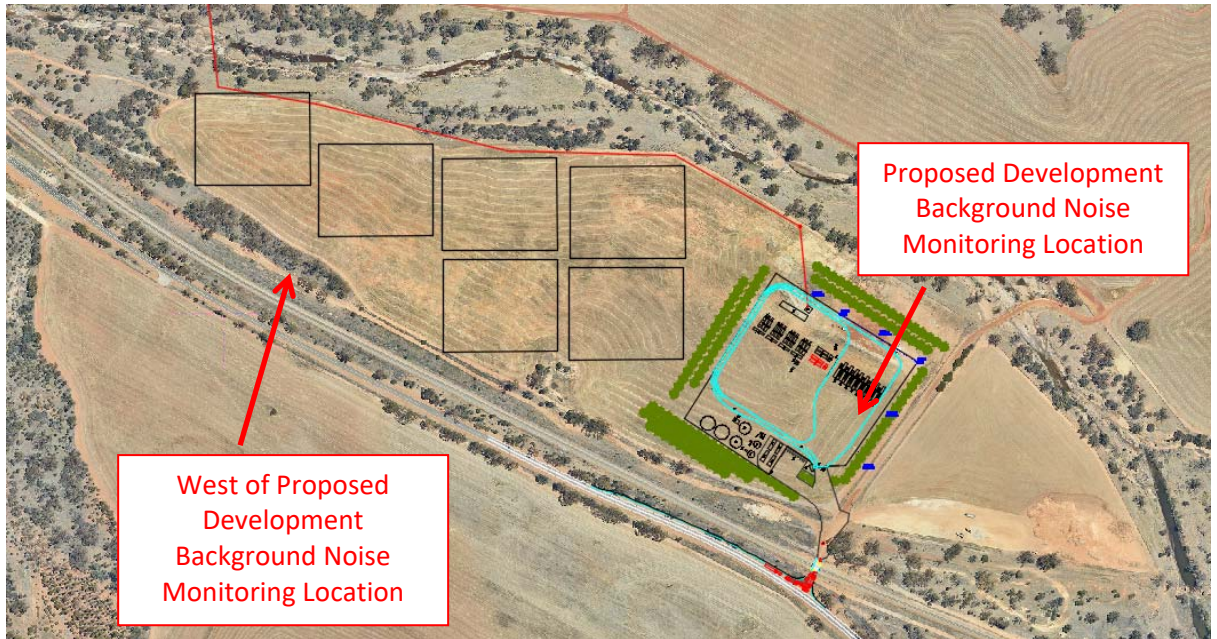 Proposed Development
Background Noise
Monitoring Location
West of Proposed
Development
Background Noise
Monitoring Location